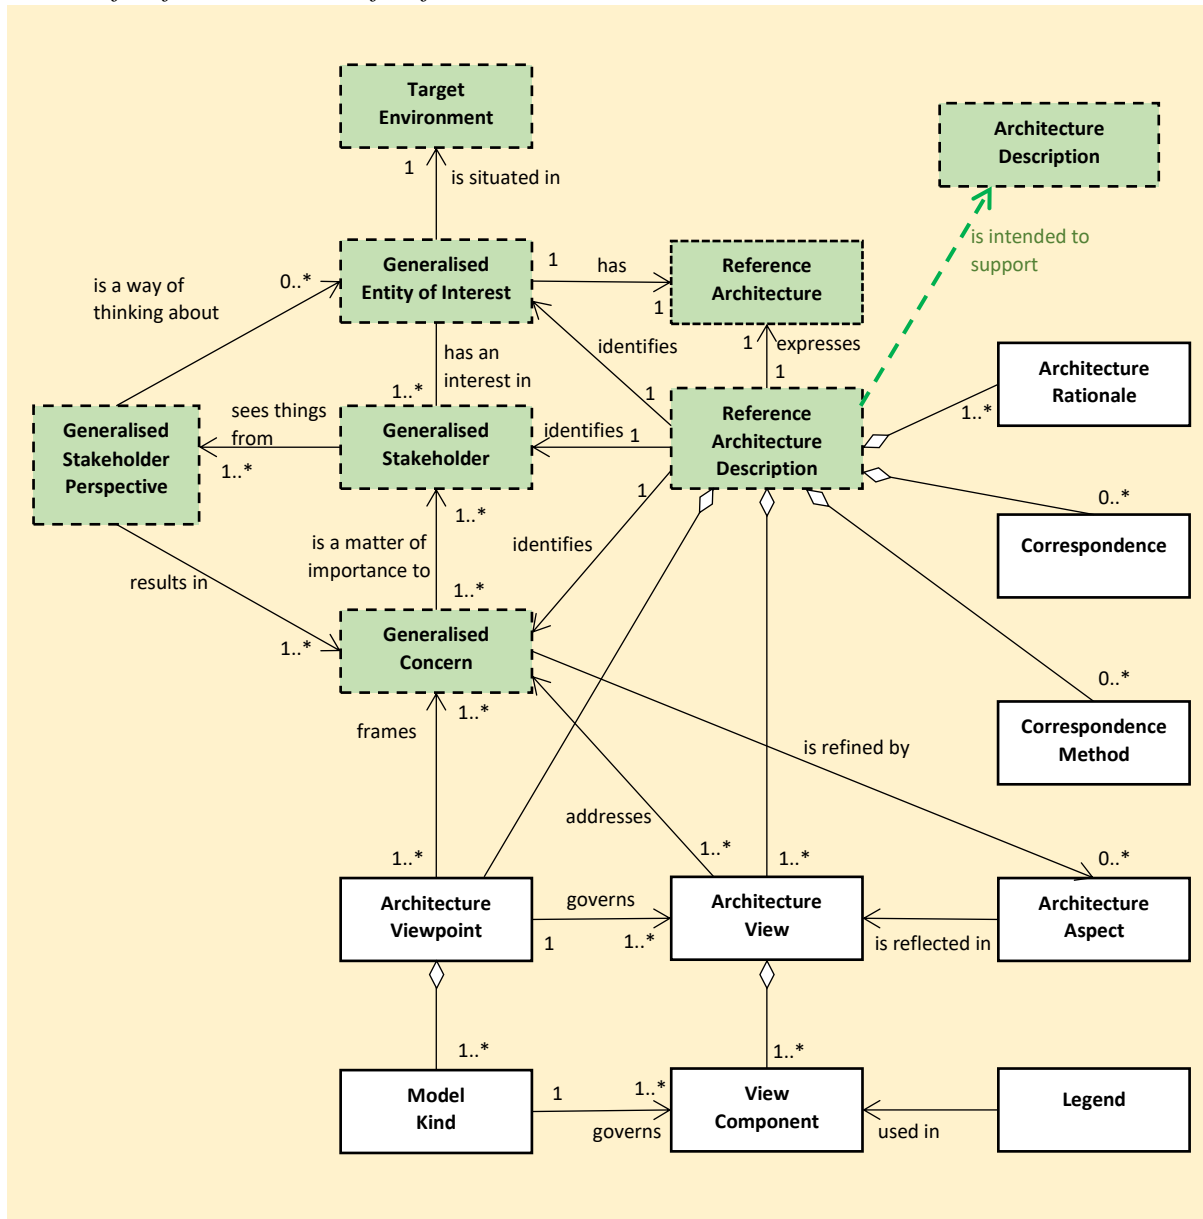 Target
Environment
Architecture
Description
1
is situated in
is intended to
support
Generalised
Entity of Interest
1
has
1
Reference
Architecture
is a way of
thinking about
0..*
identifies
1
expresses
1
1
has an
interest in
1..*
Architecture
Rationale
1..*
Generalised
Stakeholder
Perspective
sees things
from
1..*
Generalised
Stakeholder
identifies
1
Reference
Architecture
Description
1
0..*
Correspondence
1..*
is a matter of
importance to
1..*
identifies
results in
1..*
Generalised
Concern
0..*
Correspondence
Method
1..*
frames
is refined by
addresses
1..*
1..*
1..*
0..*
Architecture
Viewpoint
governs
1
1..*
Architecture
View
is reflected in
Architecture
Aspect
1..*
1..*
Model
Kind
1
1..*
governs
View
Component
used in
Legend